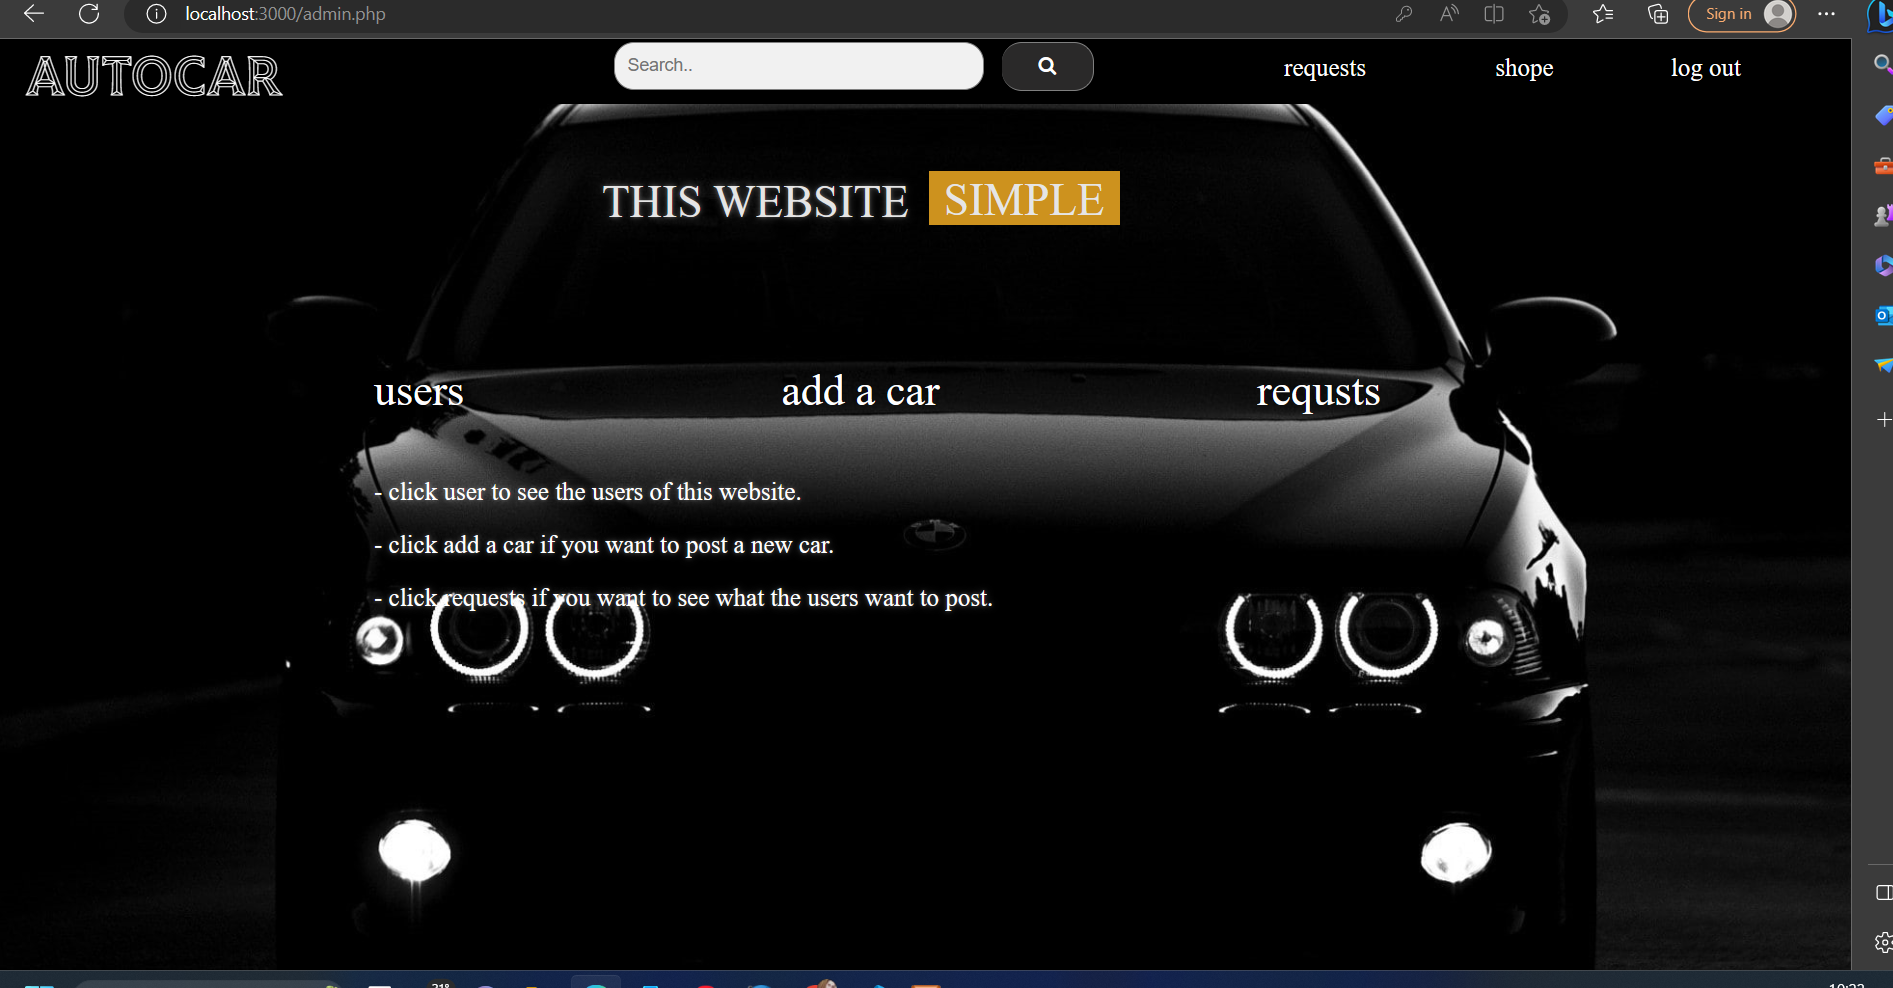 localhost:3000/admin.php
Sign in
AUTOCAR
Search..
requests
shope
log out
THIS WEBSITE SIMPLE
users
add a car
requsts
- click user to see the users of this website.
- click add a car if you want to post a new car.
- click requests if you want to see what the users want to post.